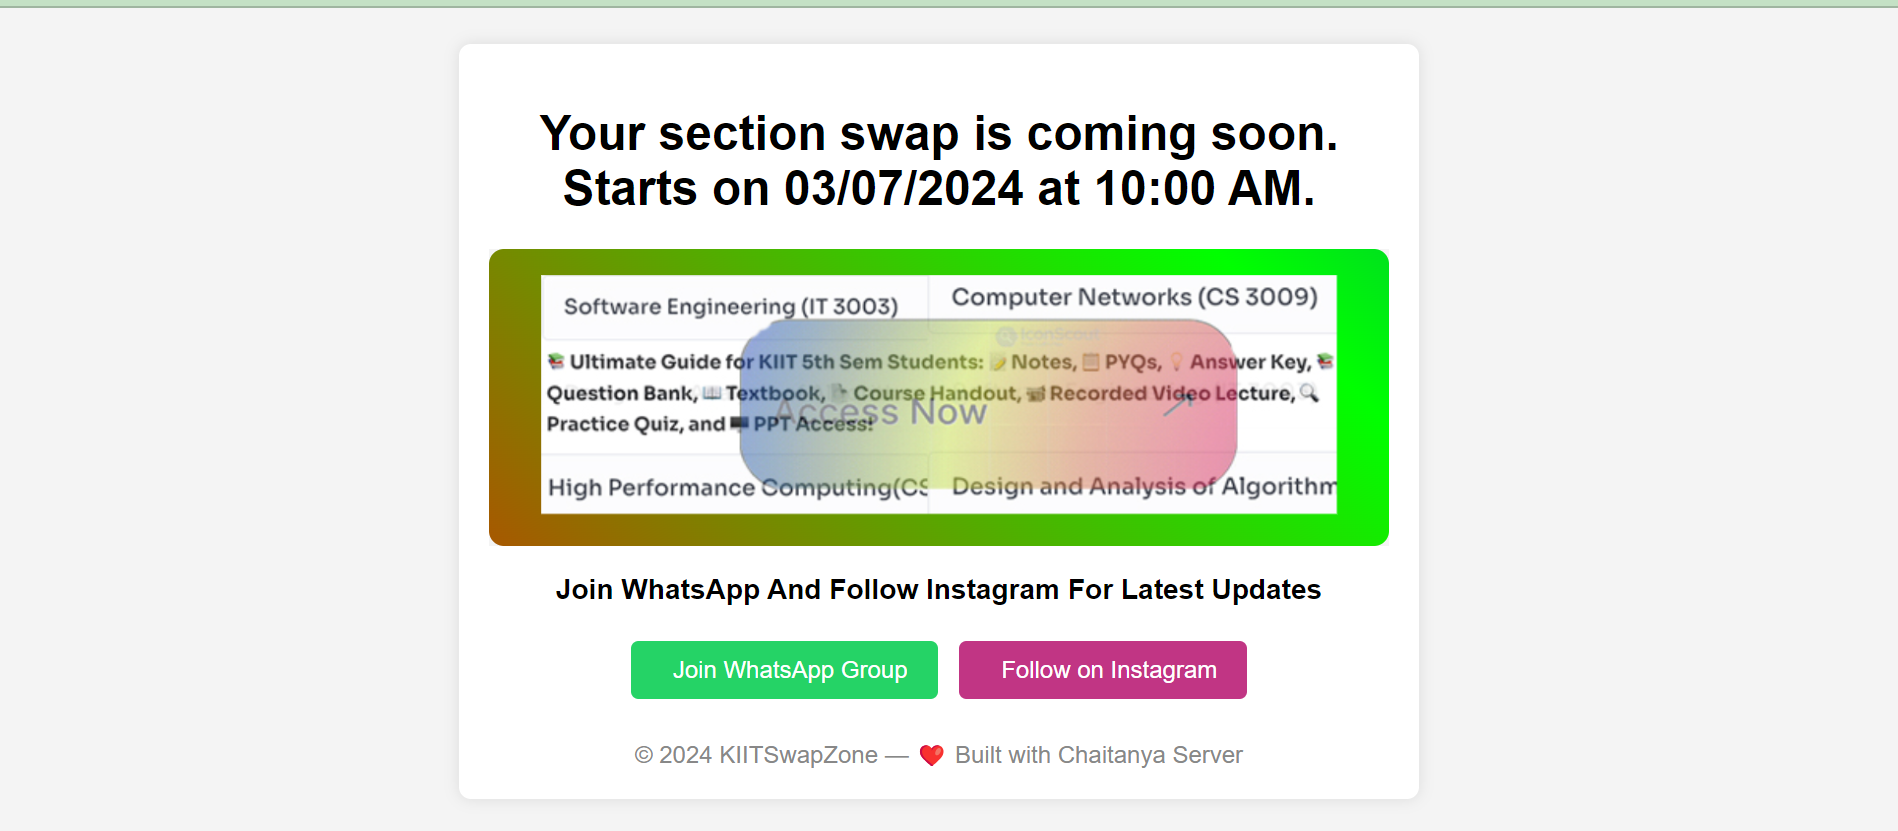 Your section swap is coming soon.
Starts on 03/07/2024 at 10:00 AM.
Software Engineering (IT 3003)
Computer Networks (CS 3009)
IconScout
📚 Ultimate Guide for KIIT 5th Sem Students: 📝 Notes, 📋 PYQs, 💡 Answer Key, 📚
Question Bank, 📖 Textbook, 📄 Course Handout, 📹 Recorded Video Lecture, 🔍
Practice Quiz, and 🖥️ PPT Access!
Access Now
High Performance Computing(CS
Design and Analysis of Algorithm
Join WhatsApp And Follow Instagram For Latest Updates
Join WhatsApp Group
Follow on Instagram
© 2024 KIITSwapZone — ❤️ Built with Chaitanya Server